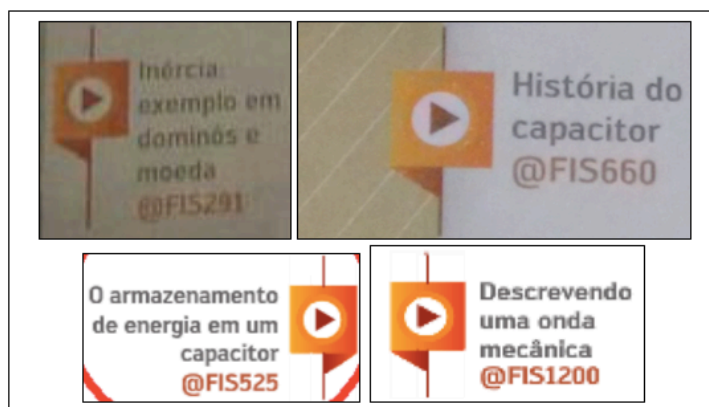 Inércia:
exemplo em
dominós e
moeda
@FIS291
História do
capacitor
@FIS660
O armazenamento
de energia em um
capacitor
@FIS525
Descrevendo
uma onda
mecânica
@FIS1200